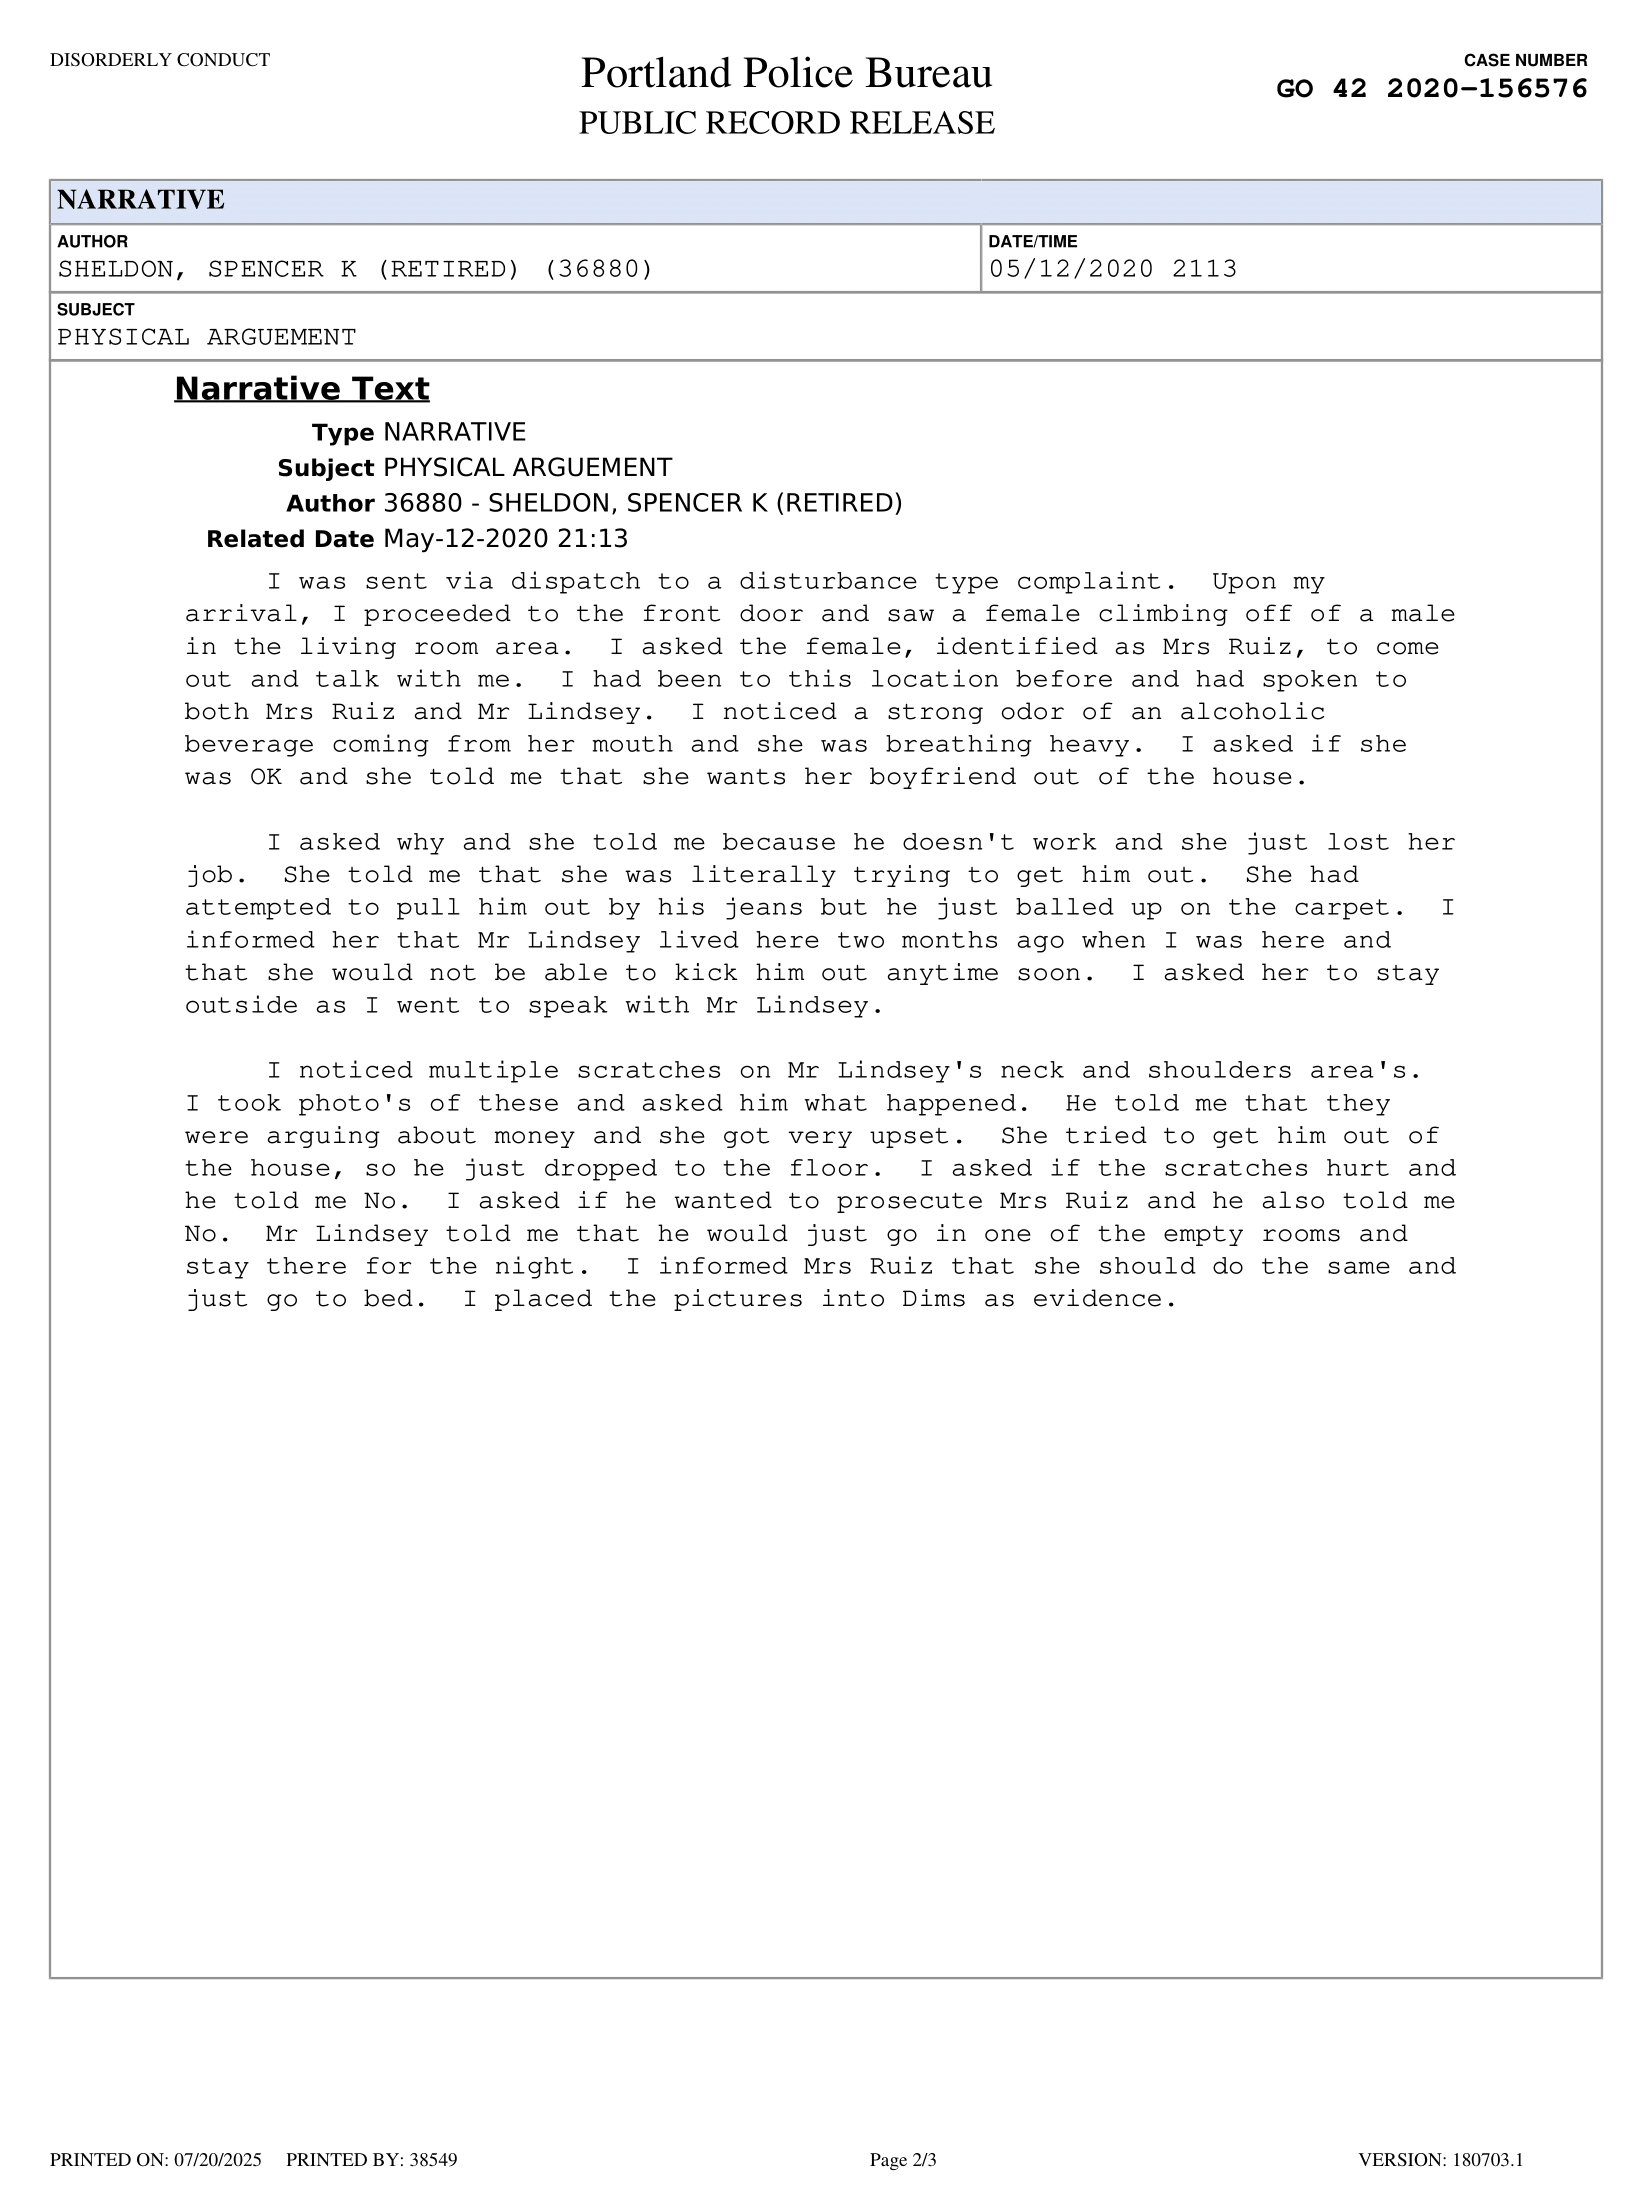 DISORDERLY CONDUCT
Portland Police Bureau
PUBLIC RECORD RELEASE
CASE NUMBER
GO 42 2020-156576
NARRATIVE
AUTHOR
SHELDON, SPENCER K (RETIRED) (36880)
DATE/TIME
05/12/2020 2113
SUBJECT
PHYSICAL ARGUEMENT
Narrative Text
Type NARRATIVE
Subject PHYSICAL ARGUEMENT
Author 36880 - SHELDON, SPENCER K (RETIRED)
Related Date May-12-2020 21:13
I was sent via dispatch to a disturbance type complaint.  Upon my
arrival, I proceeded to the front door and saw a female climbing off of a male
in the living room area.  I asked the female, identified as Mrs Ruiz, to come
out and talk with me.  I had been to this location before and had spoken to
both Mrs Ruiz and Mr Lindsey.  I noticed a strong odor of an alcoholic
beverage coming from her mouth and she was breathing heavy.  I asked if she
was OK and she told me that she wants her boyfriend out of the house.
I asked why and she told me because he doesn't work and she just lost her
job.  She told me that she was literally trying to get him out.  She had
attempted to pull him out by his jeans but he just balled up on the carpet.  I
informed her that Mr Lindsey lived here two months ago when I was here and
that she would not be able to kick him out anytime soon.  I asked her to stay
outside as I went to speak with Mr Lindsey.
I noticed multiple scratches on Mr Lindsey's neck and shoulders area's.
I took photo's of these and asked him what happened.  He told me that they
were arguing about money and she got very upset.  She tried to get him out of
the house, so he just dropped to the floor.  I asked if the scratches hurt and
he told me No.  I asked if he wanted to prosecute Mrs Ruiz and he also told me
No.  Mr Lindsey told me that he would just go in one of the empty rooms and
stay there for the night.  I informed Mrs Ruiz that she should do the same and
just go to bed.  I placed the pictures into Dims as evidence.
PRINTED ON: 07/20/2025 PRINTED BY: 38549
Page 2/3
VERSION: 180703.1